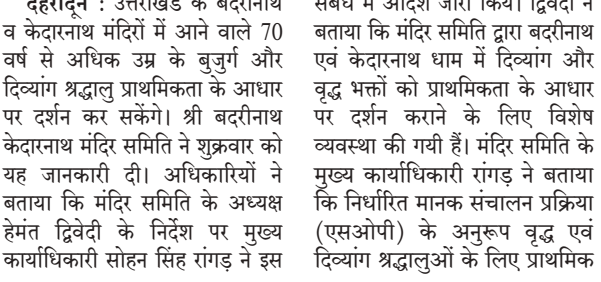 देहरादून : उत्तराखंड के बदरीनाथ
व केदारनाथ मंदिरों में आने वाले 70
वर्ष से अधिक उम्र के बुजुर्ग और
दिव्यांग श्रद्धालु प्राथमिकता के आधार
पर दर्शन कर सकेंगे। श्री बदरीनाथ
केदारनाथ मंदिर समिति ने शुक्रवार को
यह जानकारी दी। अधिकारियों ने
बताया कि मंदिर समिति के अध्यक्ष
हेमंत द्विवेदी के निर्देश पर मुख्य
कार्याधिकारी सोहन सिंह रांगड़ ने इस
संबंध में आदेश जारी किया। द्विवेदी ने
बताया कि मंदिर समिति द्वारा बदरीनाथ
एवं केदारनाथ धाम में दिव्यांग और
वृद्ध भक्तों को प्राथमिकता के आधार
पर दर्शन कराने के लिए विशेष
व्यवस्था की गयी हैं। मंदिर समिति के
मुख्य कार्याधिकारी रांगड़ ने बताया
कि निर्धारित मानक संचालन प्रक्रिया
(एसओपी) के अनुरूप वृद्ध एवं
दिव्यांग श्रद्धालुओं के लिए प्राथमिक